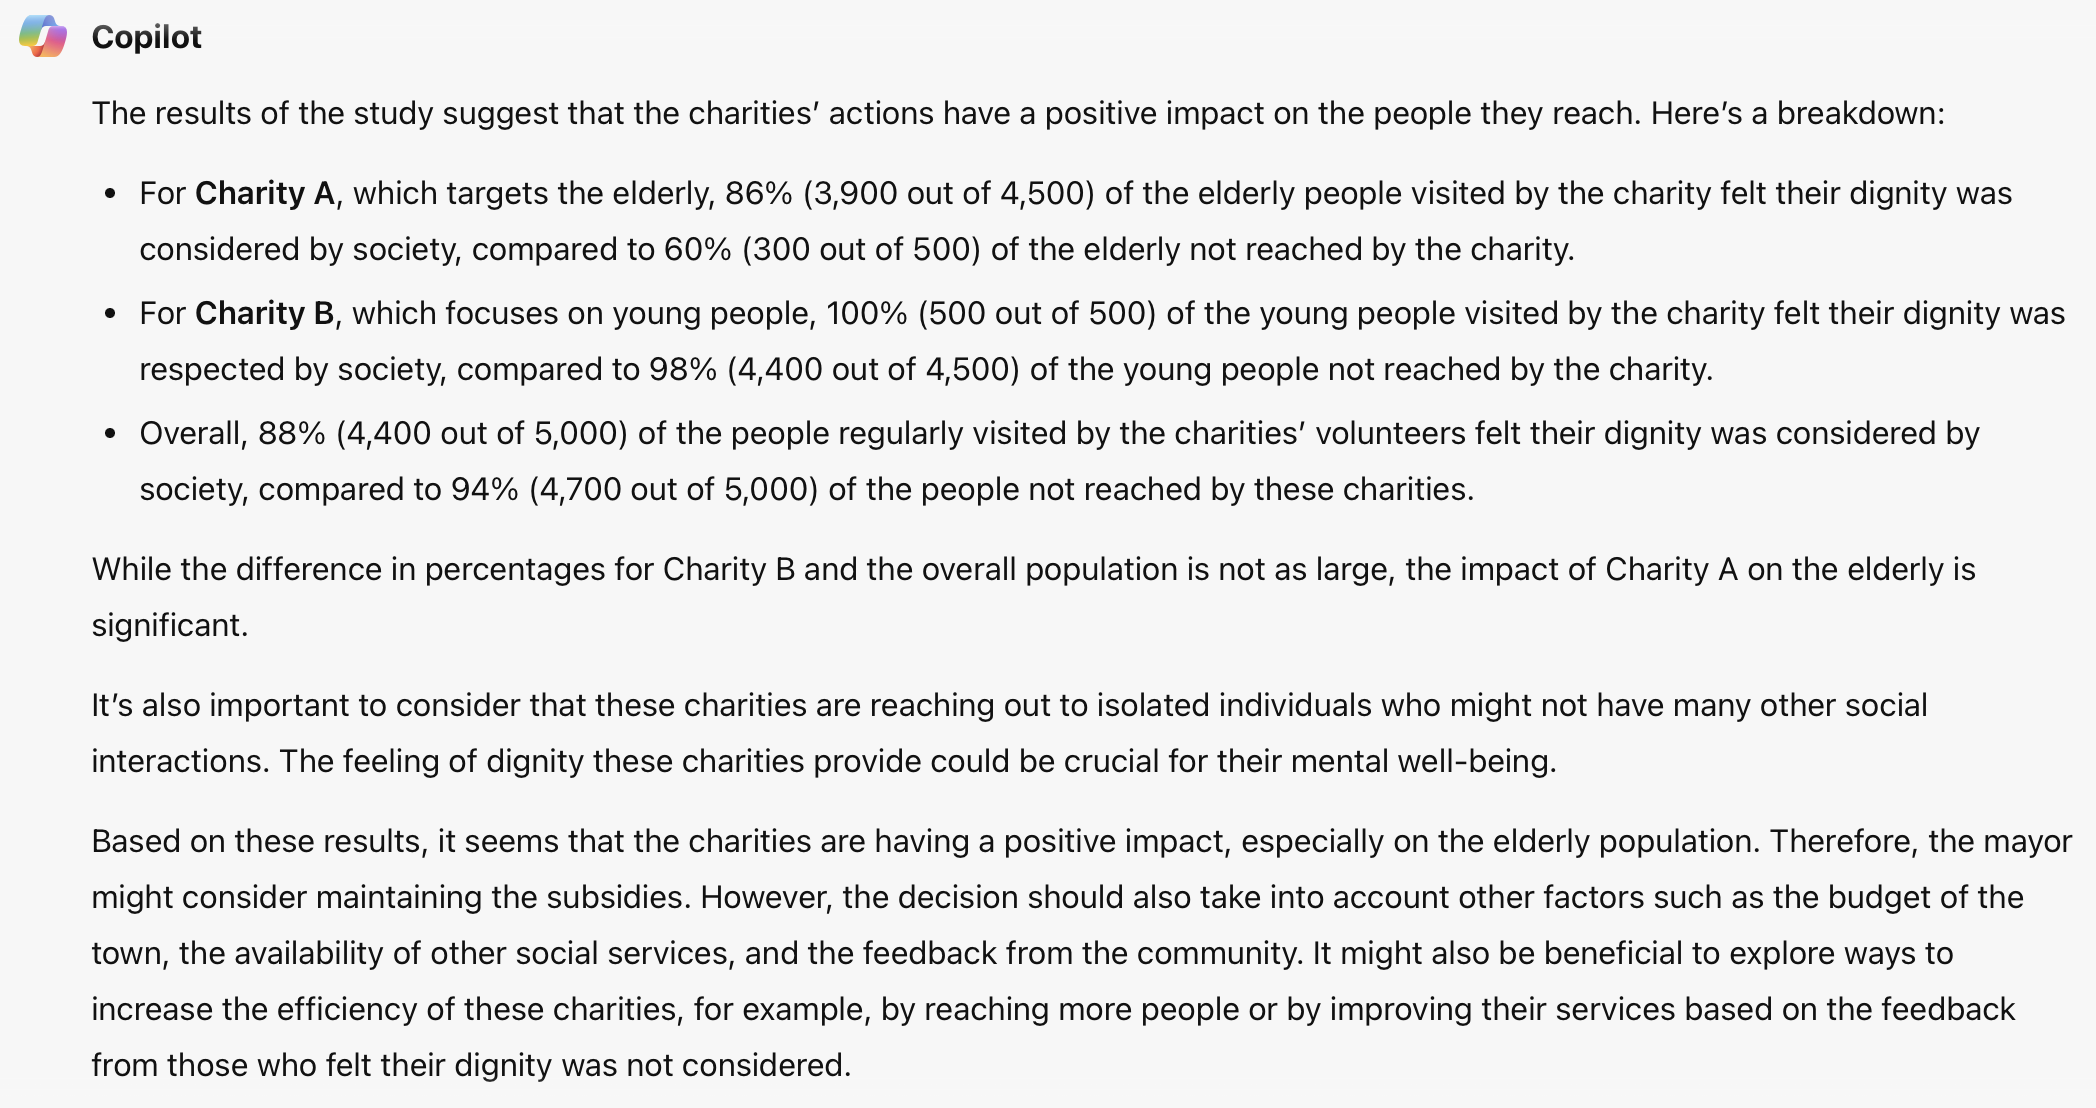 Copilot
The results of the study suggest that the charities’ actions have a positive impact on the people they reach. Here’s a breakdown:
• For Charity A, which targets the elderly, 86% (3,900 out of 4,500) of the elderly people visited by the charity felt their dignity was
considered by society, compared to 60% (300 out of 500) of the elderly not reached by the charity.
• For Charity B, which focuses on young people, 100% (500 out of 500) of the young people visited by the charity felt their dignity was
respected by society, compared to 98% (4,400 out of 4,500) of the young people not reached by the charity.
• Overall, 88% (4,400 out of 5,000) of the people regularly visited by the charities’ volunteers felt their dignity was considered by
society, compared to 94% (4,700 out of 5,000) of the people not reached by these charities.
While the difference in percentages for Charity B and the overall population is not as large, the impact of Charity A on the elderly is
significant.
It’s also important to consider that these charities are reaching out to isolated individuals who might not have many other social
interactions. The feeling of dignity these charities provide could be crucial for their mental well-being.
Based on these results, it seems that the charities are having a positive impact, especially on the elderly population. Therefore, the mayor
might consider maintaining the subsidies. However, the decision should also take into account other factors such as the budget of the
town, the availability of other social services, and the feedback from the community. It might also be beneficial to explore ways to
increase the efficiency of these charities, for example, by reaching more people or by improving their services based on the feedback
from those who felt their dignity was not considered.